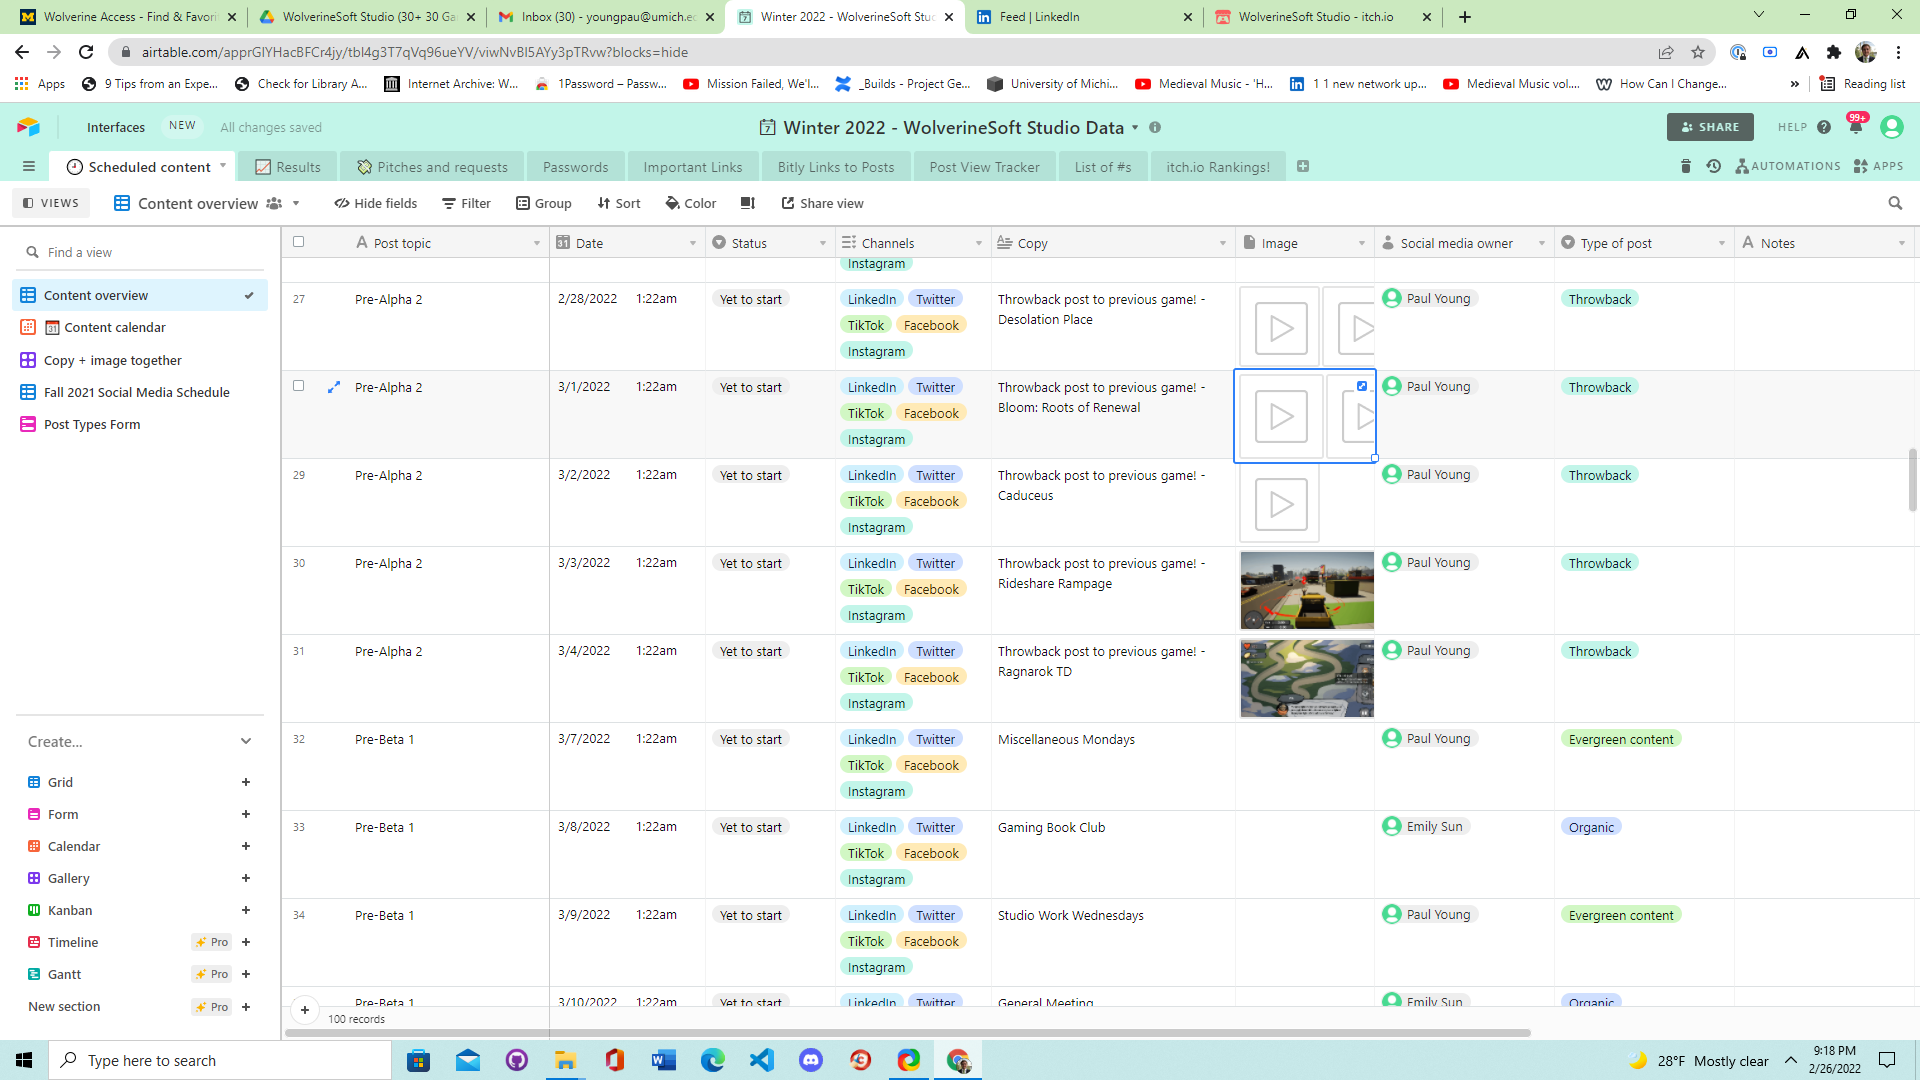 Wolverine Access - Find & Favori
WolverineSoft Studio (30+ 30 Ga
Inbox (30) - youngpau@umich.ec
Winter 2022 - WolverineSoft Stuc
Feed | LinkedIn
WolverineSoft Studio - itch.io
airtable.com/apprGIYHacBFCr4jy/tbl4g3T7qVq96ueYV/viwNvBI5AYy3pTRvw?blocks=hide
Apps
9 Tips from an Expe...
Check for Library A...
Internet Archive: W...
1Password – Passw...
Mission Failed, We'l...
_Builds - Project Ge...
University of Michi...
Medieval Music - 'H...
1 1 new network up...
Medieval Music vol....
How Can I Change...
»
Reading list
Interfaces
NEW
All changes saved
Winter 2022 - WolverineSoft Studio Data
SHARE
HELP
99+
Scheduled content
Results
Pitches and requests
Passwords
Important Links
Bitly Links to Posts
Post View Tracker
List of #s
itch.io Rankings!
AUTOMATIONS
APPS
VIEWS
Content overview
Hide fields
Filter
Group
Sort
Color
Share view
Find a view
Content overview
Content calendar
Copy + image together
Fall 2021 Social Media Schedule
Post Types Form
Create...
Grid
Form
Calendar
Gallery
Kanban
Timeline Pro
Gantt Pro
New section Pro
Post topic Date Status Channels Copy Image Social media owner Type of post Notes
Instagram
27 Pre-Alpha 2 2/28/2022 1:22am Yet to start LinkedIn Twitter Throwback post to previous game! - Paul Young Throwback
TikTok Facebook Desolation Place
Instagram
Pre-Alpha 2 3/1/2022 1:22am Yet to start LinkedIn Twitter Throwback post to previous game! - Paul Young Throwback
TikTok Facebook Bloom: Roots of Renewal
Instagram
29 Pre-Alpha 2 3/2/2022 1:22am Yet to start LinkedIn Twitter Throwback post to previous game! - Paul Young Throwback
TikTok Facebook Caduceus
Instagram
30 Pre-Alpha 2 3/3/2022 1:22am Yet to start LinkedIn Twitter Throwback post to previous game! - Paul Young Throwback
TikTok Facebook Rideshare Rampage
Instagram
31 Pre-Alpha 2 3/4/2022 1:22am Yet to start LinkedIn Twitter Throwback post to previous game! - Paul Young Throwback
TikTok Facebook Ragnarok TD
Instagram
32 Pre-Beta 1 3/7/2022 1:22am Yet to start LinkedIn Twitter Miscellaneous Mondays Paul Young Evergreen content
TikTok Facebook
Instagram
33 Pre-Beta 1 3/8/2022 1:22am Yet to start LinkedIn Twitter Gaming Book Club Emily Sun Organic
TikTok Facebook
Instagram
34 Pre-Beta 1 3/9/2022 1:22am Yet to start LinkedIn Twitter Studio Work Wednesdays Paul Young Evergreen content
TikTok Facebook
Instagram
Pre-Beta 1 3/10/2022 1:22am Yet to start LinkedIn Twitter General Meeting Emily Sun Organic
100 records
Type here to search
28°F Mostly clear
9:18 PM
2/26/2022